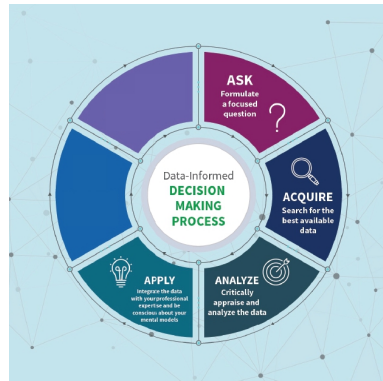 Data-Informed
DECISION
MAKING
PROCESS
ASK
Formulate
a focused
question
?
ACQUIRE
Search for the
best available
data
ANALYZE
Critically
appraise and
analyze the data
APPLY
Integrate the data
with your professional
expertise and be
conscious about your
mental models